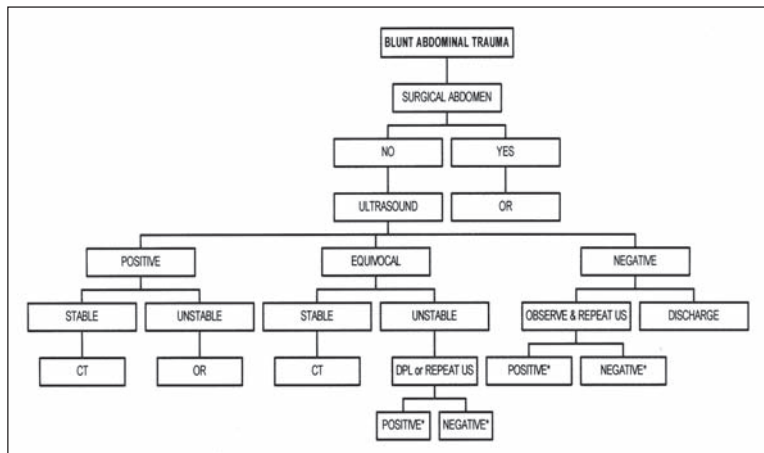 BLUNT ABDOMINAL TRAUMA
SURGICAL ABDOMEN
NO YES
ULTRASOUND OR
POSITIVE EQUIVOCAL NEGATIVE
STABLE UNSTABLE STABLE UNSTABLE OBSERVE & REPEAT US DISCHARGE
CT OR CT DPL or REPEAT US POSITIVE* NEGATIVE*
POSITIVE* NEGATIVE*